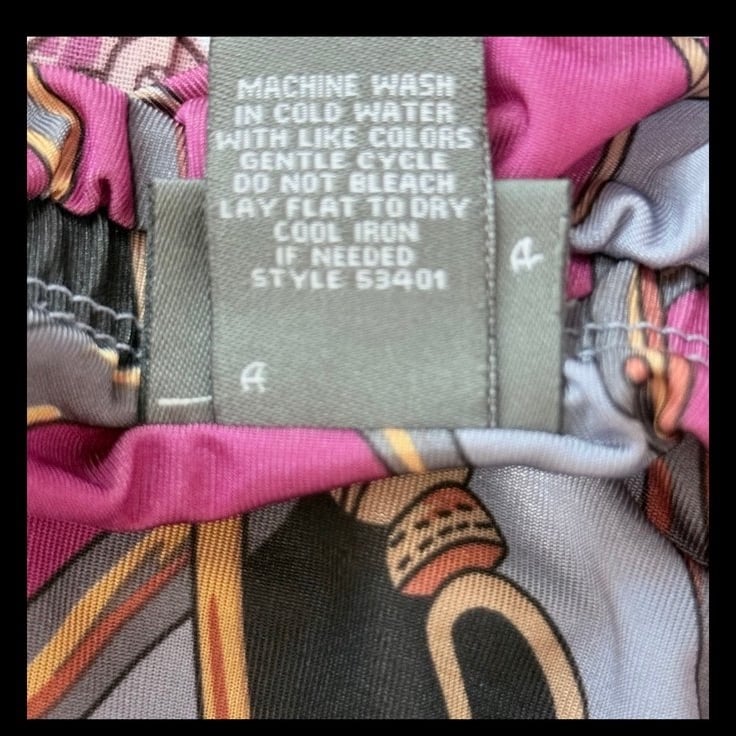 MACHINE WASH
IN COLD WATER
WITH LIKE COLORS
GENTLE CYCLE
DO NOT BLEACH
LAY FLAT TO DRY
COOL IRON
IF NEEDED
STYLE 53401
A
A